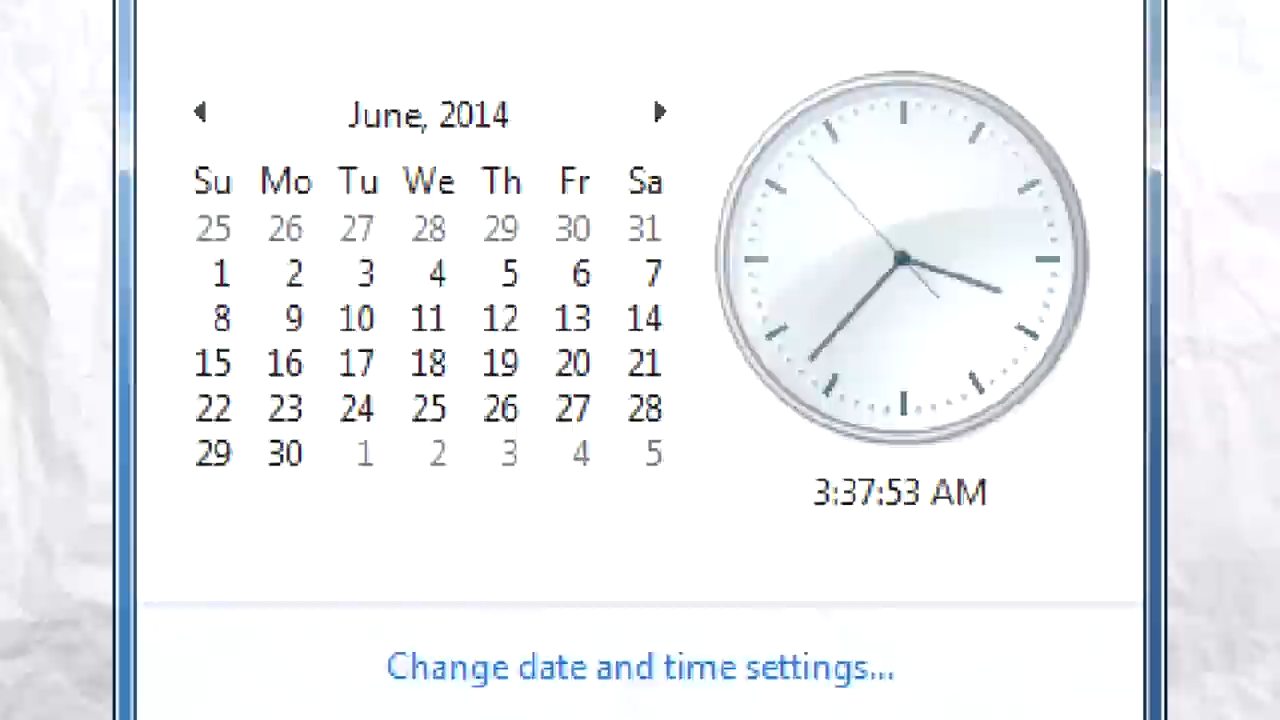 June, 2014
Su Mo Tu We Th Fr Sa
25 26 27 28 29 30 31
1 2 3 4 5 6 7
8 9 10 11 12 13 14
15 16 17 18 19 20 21
22 23 24 25 26 27 28
29 30 1 2 3 4 5
3:37:53 AM
Change date and time settings...